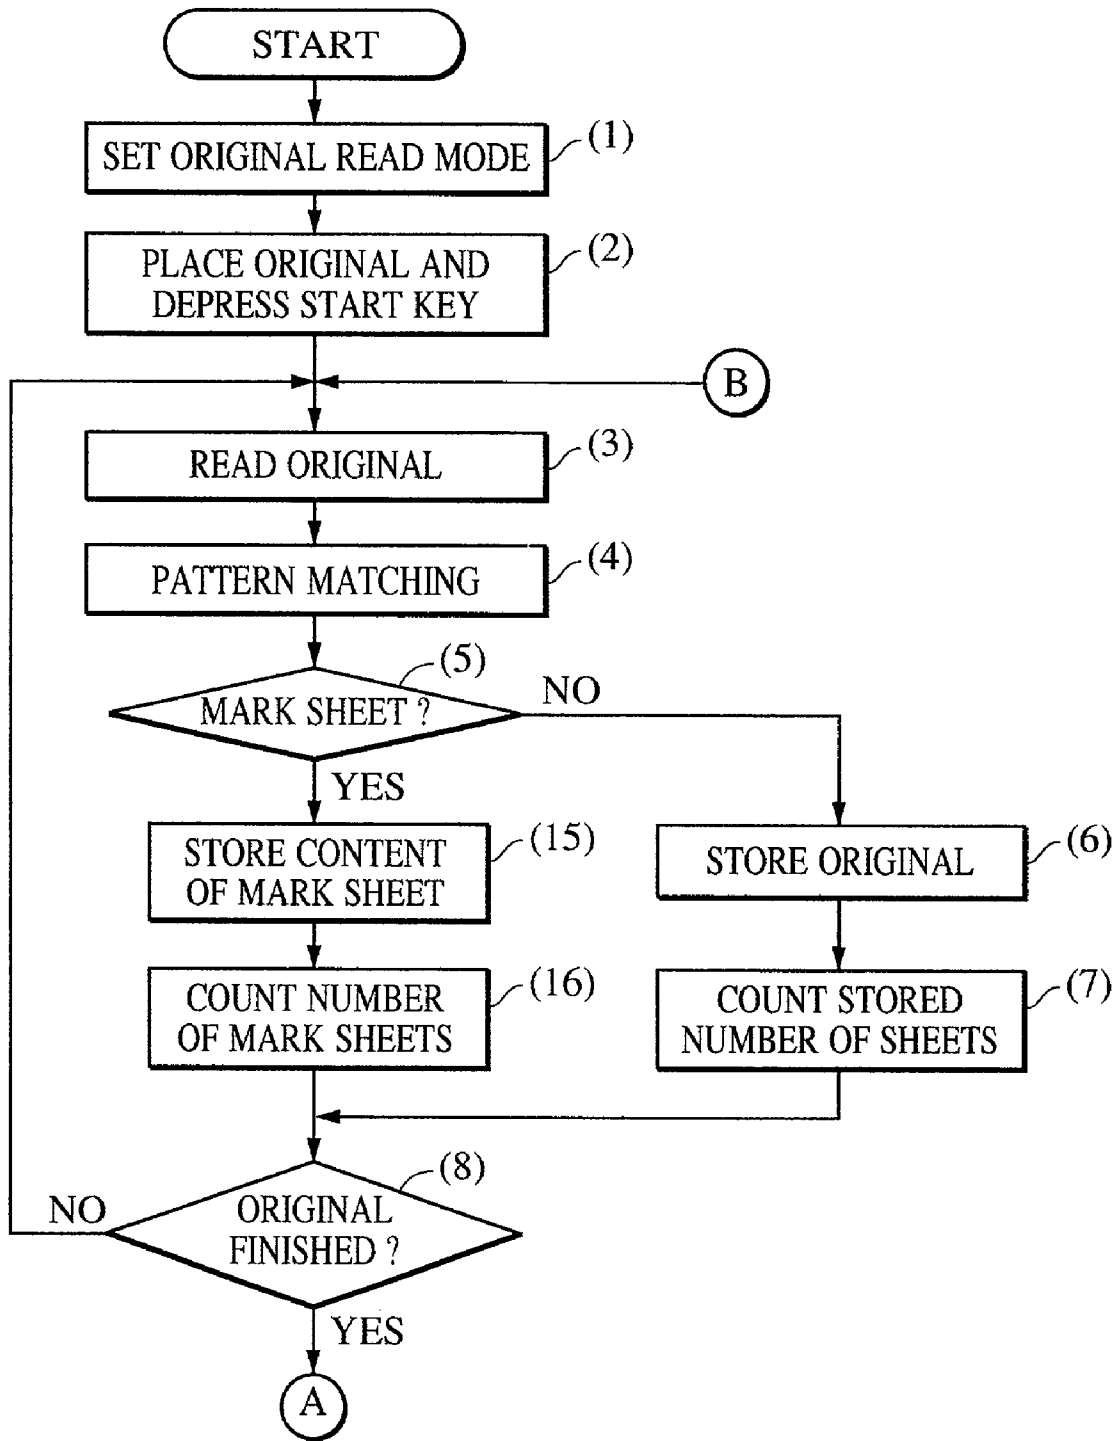 START
SET ORIGINAL READ MODE
(1)
PLACE ORIGINAL AND
DEPRESS START KEY
(2)
B
READ ORIGINAL
(3)
PATTERN MATCHING
(4)
MARK SHEET ?
(5)
NO
YES
STORE CONTENT
OF MARK SHEET
(15)
STORE ORIGINAL
(6)
COUNT NUMBER
OF MARK SHEETS
(16)
COUNT STORED
NUMBER OF SHEETS
(7)
ORIGINAL
FINISHED ?
(8)
NO
YES
A